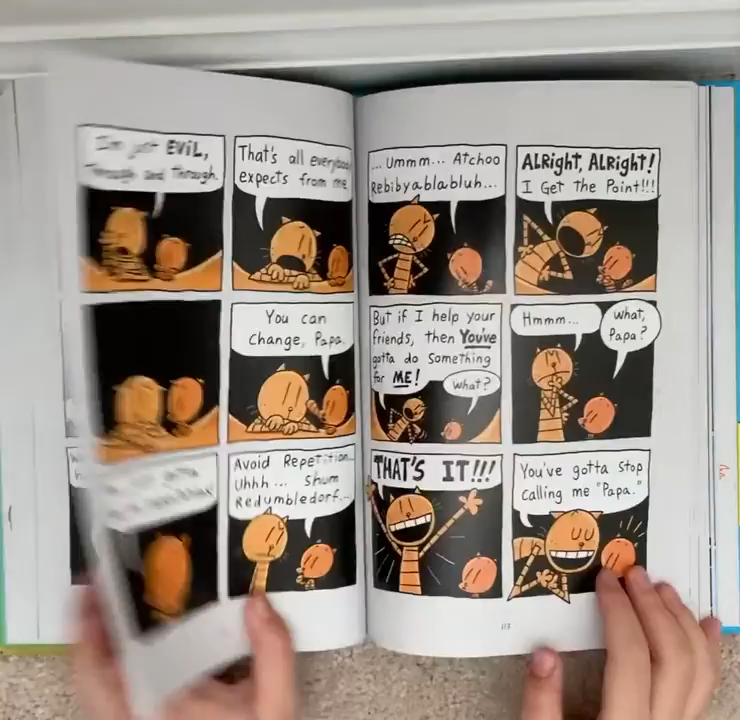 I'm just EViL,
Through and Through.
That's all everybody
expects from me.
You can
Change, Papa.
Avoid Repetition...
Uhhh... Shum
Redumbledorf...
... Ummm... Atchoo
Rebibyablabluh...
ALRight, ALRight!
I Get the Point!!!
But if I help your
friends, then You've
gotta do Something
for ME!
what?
Hmmm...
what,
Papa?
THAT'S IT!!!
You've gotta stop
calling me "Papa."
113